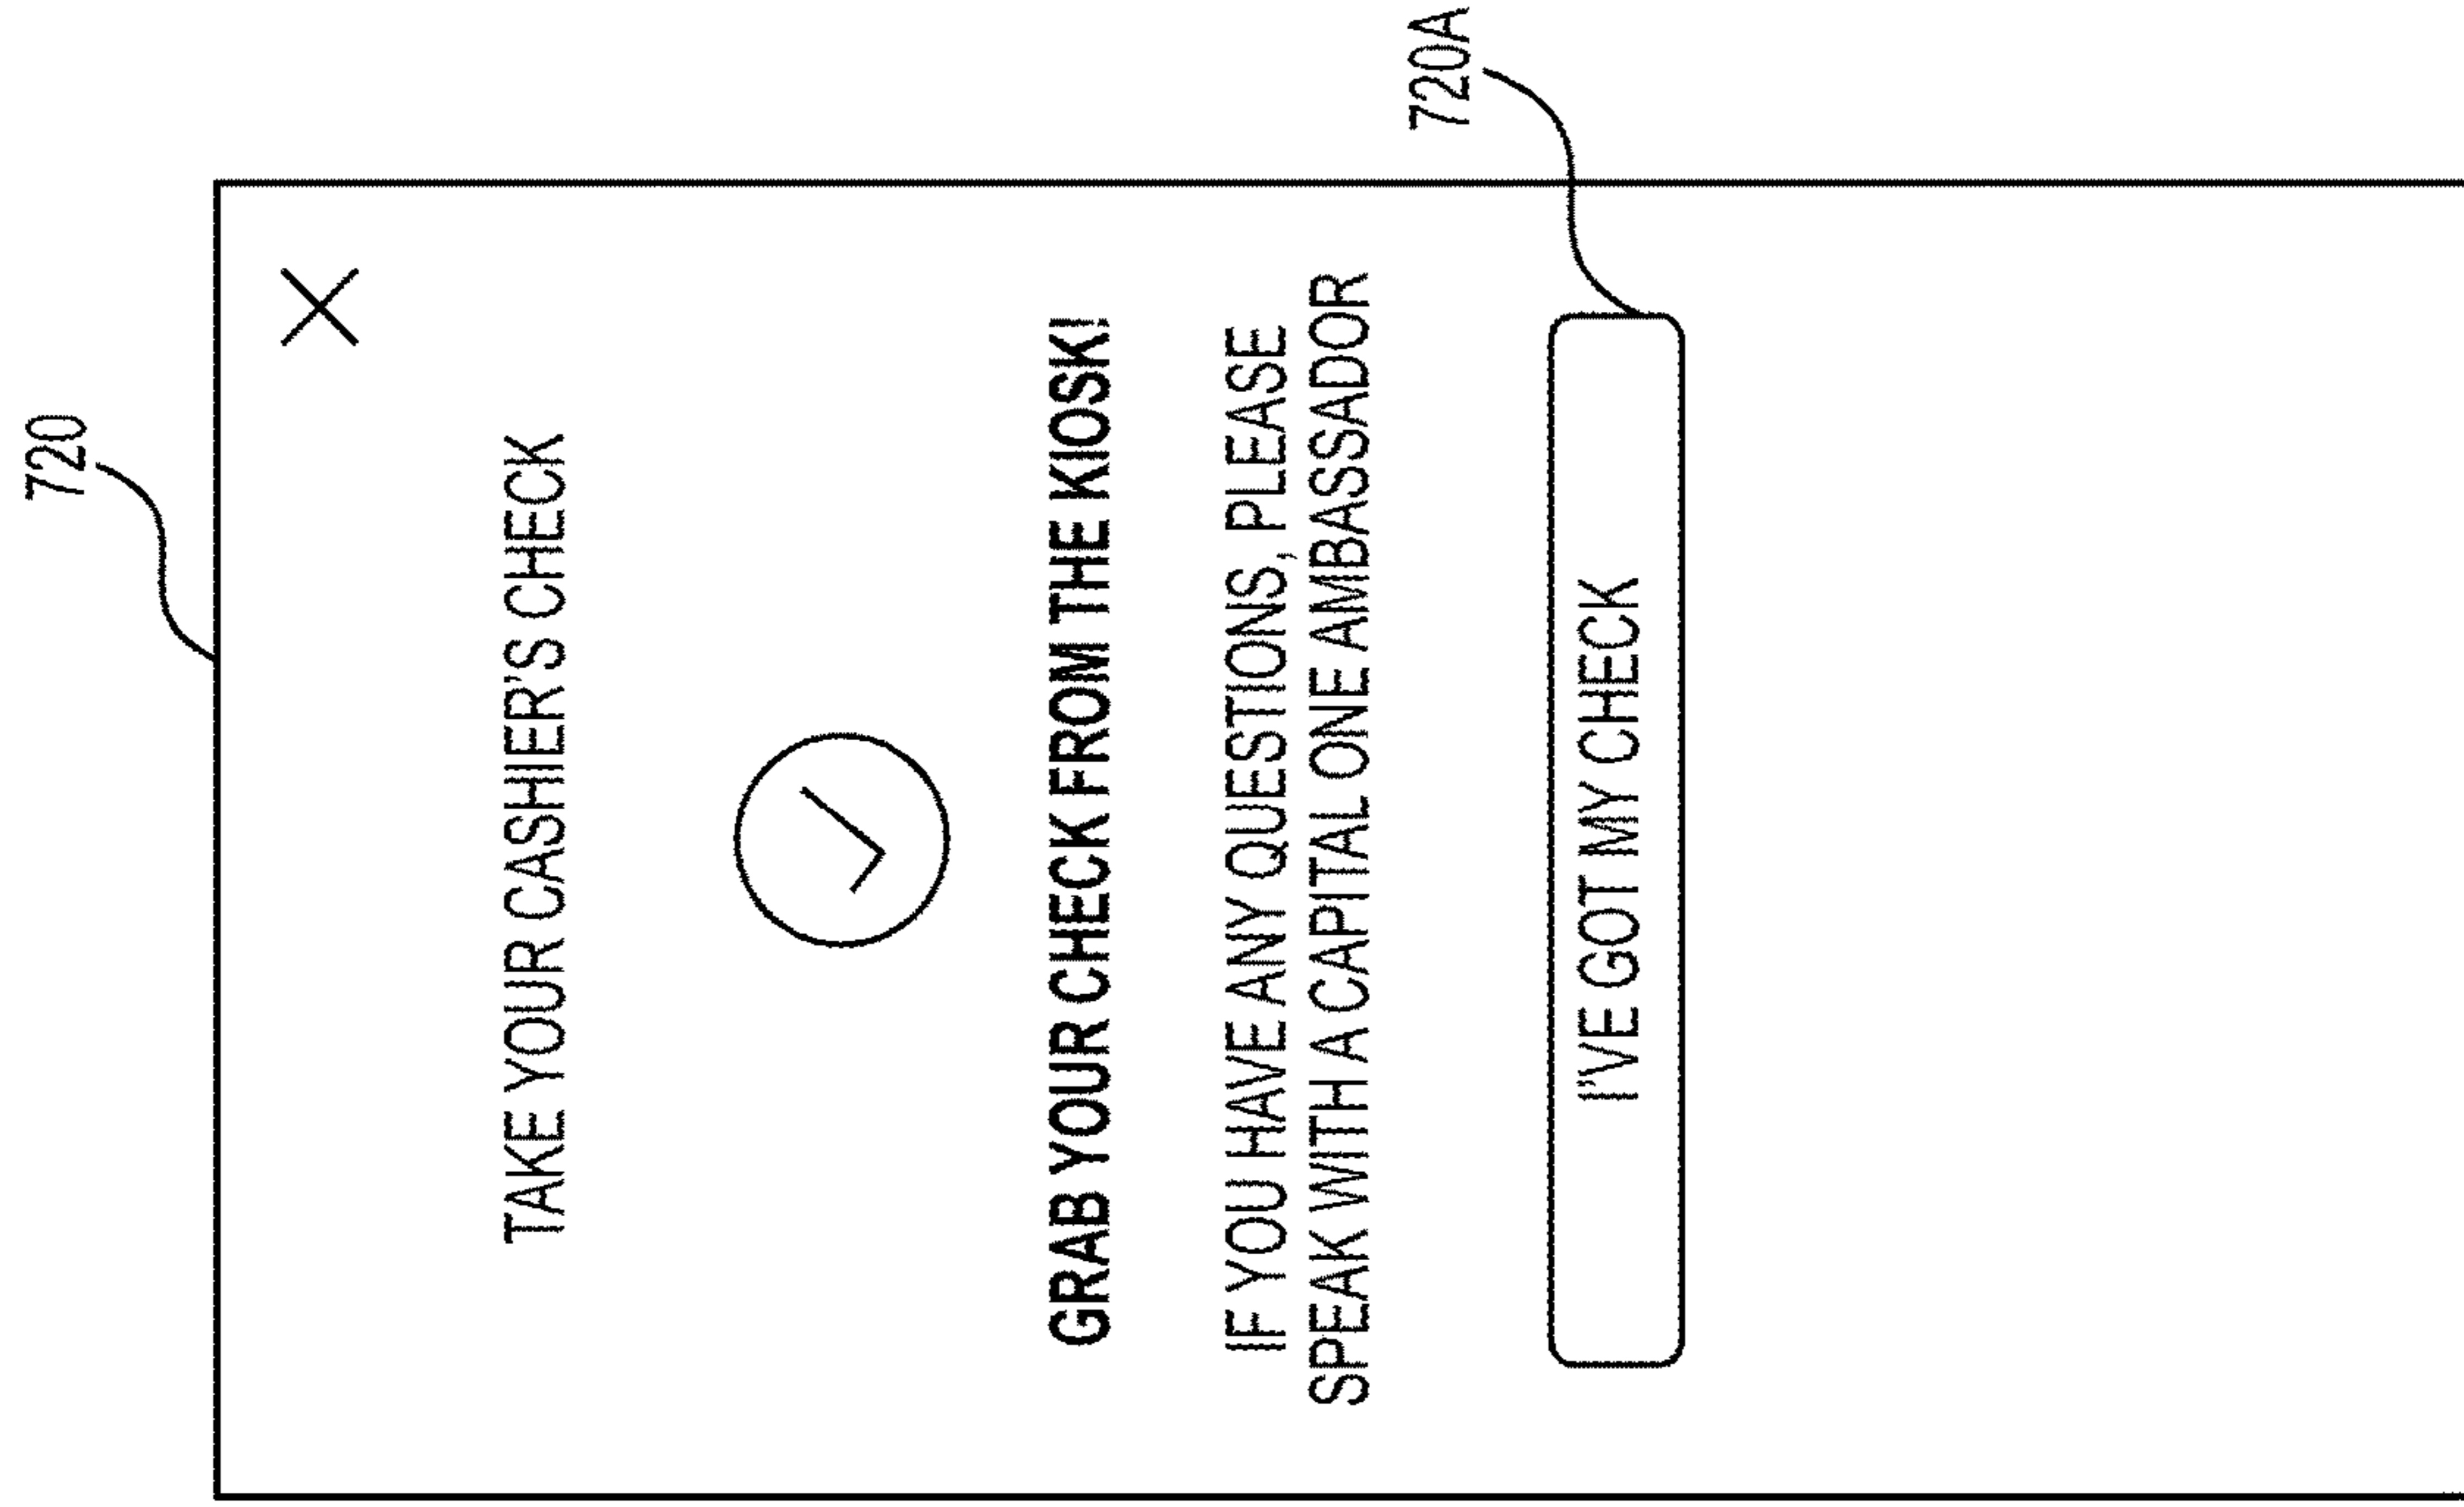 720
TAKE YOUR CASHIER'S CHECK
GRAB YOUR CHECK FROM THE KIOSK!
IF YOU HAVE ANY QUESTIONS, PLEASE
SPEAK WITH A CAPITAL ONE AMBASSADOR
720A
I'VE GOT MY CHECK